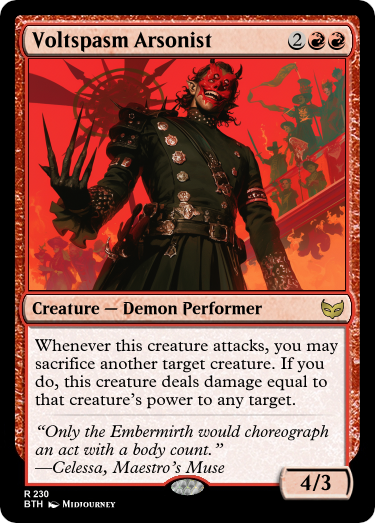 Voltspasm Arsonist 2
Creature — Demon Performer
Whenever this creature attacks, you may
sacrifice another target creature. If you
do, this creature deals damage equal to
that creature's power to any target.
“Only the Embermirth would choreograph
an act with a body count.”
—Celessa, Maestro's Muse
4/3
R 230
BTH Midjourney